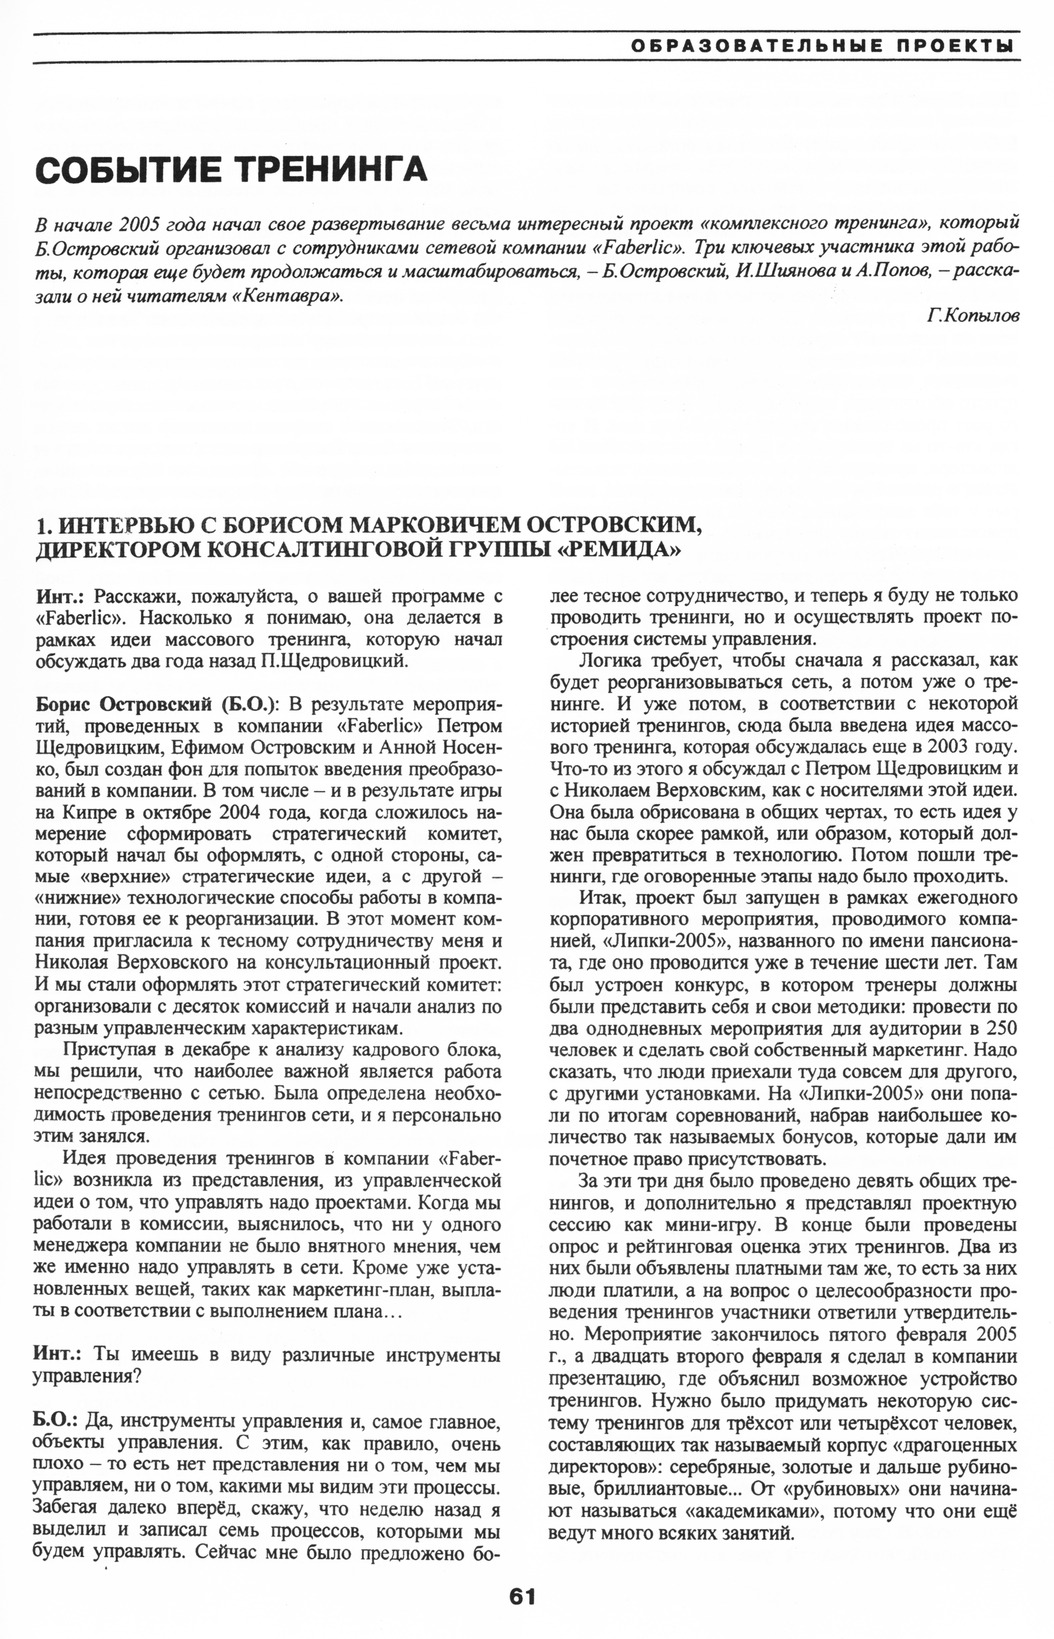 ОБРАЗОВАТЕЛЬНЫЕ ПРОЕКТЫ
СОБЫТИЕ ТРЕНИНГА
В начале 2005 года начал свое развертывание весьма интересный проект «комплексного тренинга», который
Б.Островский организовал с сотрудниками сетевой компании «Faberlic». Три ключевых участника этой рабо-
ты, которая еще будет продолжаться и масштабироваться, – Б.Островский, И.Шиянова и А.Попов, – расска-
зали о ней читателям «Кентавра».
Г.Копылов
1. ИНТЕРВЬЮ С БОРИСОМ МАРКОВИЧЕМ ОСТРОВСКИМ,
ДИРЕКТОРОМ КОНСАЛТИНГОВОЙ ГРУППЫ «РЕМИДА»
Инт.: Расскажи, пожалуйста, о вашей программе с
«Faberlic». Насколько я понимаю, она делается в
рамках идеи массового тренинга, которую начал
обсуждать два года назад П.Щедровицкий.
Борис Островский (Б.О.): В результате мероприя-
тий, проведенных в компании «Faberlic» Петром
Щедровицким, Ефимом Островским и Анной Носен-
ко, был создан фон для попыток введения преобразо-
ваний в компании. В том числе – и в результате игры
на Кипре в октябре 2004 года, когда сложилось на-
мерение сформировать стратегический комитет,
который начал бы оформлять, с одной стороны, са-
мые «верхние» стратегические идеи, а с другой –
«нижние» технологические способы работы в компа-
нии, готовя ее к реорганизации. В этот момент ком-
пания пригласила к тесному сотрудничеству меня и
Николая Верховского на консультационный проект.
И мы стали оформлять этот стратегический комитет:
организовали с десяток комиссий и начали анализ по
разным управленческим характеристикам.
Приступая в декабре к анализу кадрового блока,
мы решили, что наиболее важной является работа
непосредственно с сетью. Была определена необхо-
димость проведения тренингов сети, и я персонально
этим занялся.
Идея проведения тренингов в компании «Faber-
lic» возникла из представления, из управленческой
идеи о том, что управлять надо проектами. Когда мы
работали в комиссии, выяснилось, что ни у одного
менеджера компании не было внятного мнения, чем
же именно надо управлять в сети. Кроме уже уста-
новленных вещей, таких как маркетинг-план, выпла-
ты в соответствии с выполнением плана…
Инт.: Ты имеешь в виду различные инструменты
управления?
Б.О.: Да, инструменты управления и, самое главное,
объекты управления. С этим, как правило, очень
плохо – то есть нет представления ни о том, чем мы
управляем, ни о том, какими мы видим эти процессы.
Забегая далеко вперёд, скажу, что неделю назад я
выделил и записал семь процессов, которыми мы
будем управлять. Сейчас мне было предложено бо-
лее тесное сотрудничество, и теперь я буду не только
проводить тренинги, но и осуществлять проект по-
строения системы управления.
Логика требует, чтобы сначала я рассказал, как
будет реорганизовываться сеть, а потом уже о тре-
нинге. И уже потом, в соответствии с некоторой
историей тренингов, сюда была введена идея массо-
вого тренинга, которая обсуждалась еще в 2003 году.
Что-то из этого я обсуждал с Петром Щедровицким и
с Николаем Верховским, как с носителями этой идеи.
Она была обрисована в общих чертах, то есть идея у
нас была скорее рамкой, или образом, который дол-
жен превратиться в технологию. Потом пошли тре-
нинги, где оговоренные этапы надо было проходить.
Итак, проект был запущен в рамках ежегодного
корпоративного мероприятия, проводимого компа-
нией, «Липки-2005», названного по имени пансиона-
та, где оно проводится уже в течение шести лет. Там
был устроен конкурс, в котором тренеры должны
были представить себя и свои методики: провести по
два однодневных мероприятия для аудитории в 250
человек и сделать свой собственный маркетинг. Надо
сказать, что люди приехали туда совсем для другого,
с другими установками. На «Липки-2005» они попа-
ли по итогам соревнований, набрав наибольшее ко-
личество так называемых бонусов, которые дали им
почетное право присутствовать.
За эти три дня было проведено девять общих тре-
нингов, и дополнительно я представлял проектную
сессию как мини-игру. В конце были проведены
опрос и рейтинговая оценка этих тренингов. Два из
них были объявлены платными там же, то есть за них
люди платили, а на вопрос о целесообразности про-
ведения тренингов участники ответили утвердитель-
но. Мероприятие закончилось пятого февраля 2005
г., а двадцать второго февраля я сделал в компании
презентацию, где объяснил возможное устройство
тренингов. Нужно было придумать некоторую сис-
тему тренингов для трёхсот или четырёхсот человек,
составляющих так называемый корпус «драгоценных
директоров»: серебряные, золотые и дальше рубино-
вые, бриллиантовые... От «рубиновых» они начина-
ют называться «академиками», потому что они ещё
ведут много всяких занятий.
61